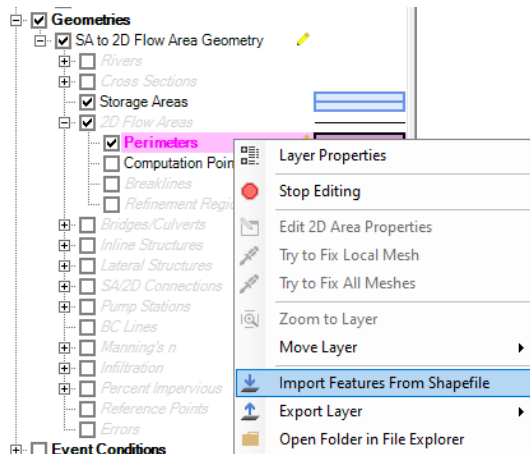 Geometries
SA to 2D Flow Area Geometry
Rivers
Cross Sections
Storage Areas
2D Flow Areas
Perimeters
Computation Poin
Breaklines
Refinement Regi
Bridges/Culverts
Inline Structures
Lateral Structures
SA/2D Connections
Pump Stations
BC Lines
Manning's n
Infiltration
Percent Impervious
Reference Points
Errors
Event Conditions
Layer Properties
Stop Editing
Edit 2D Area Properties
Try to Fix Local Mesh
Try to Fix All Meshes
Zoom to Layer
Move Layer
Import Features From Shapefile
Export Layer
Open Folder in File Explorer